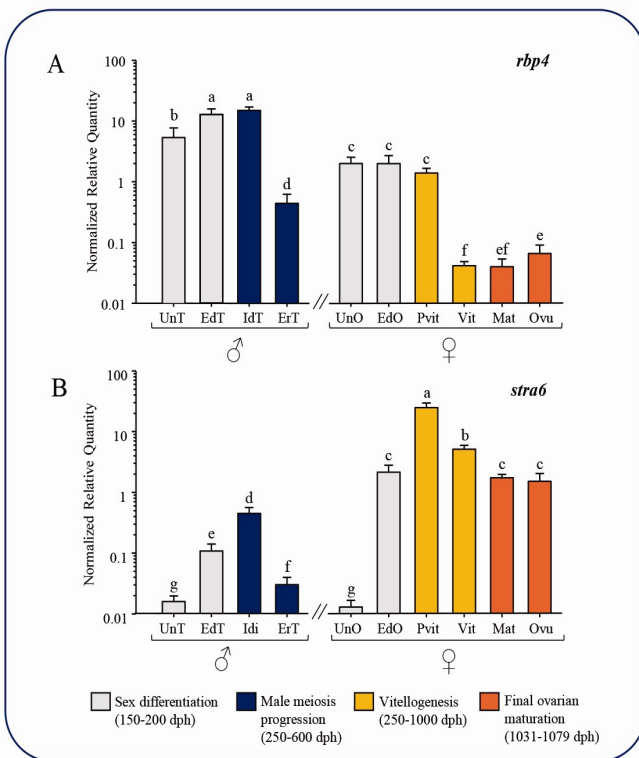 A
rbp4
Normalized Relative Quantity
100
10
1
0.1
0.01
b
a
a
d
c
c
c
f
ef
e
UnT EdT IdT ErT // UnO EdO Pvit Vit Mat Ovu
♂ ♀
B
stra6
Normalized Relative Quantity
100
10
1
0.1
0.01
g
e
d
f
g
c
a
b
c
c
UnT EdT Idi ErT // UnO EdO Pvit Vit Mat Ovu
♂ ♀
Sex differentiation
(150-200 dph)
Male meiosis
progression
(250-600 dph)
Vitellogenesis
(250-1000 dph)
Final ovarian
maturation
(1031-1079 dph)